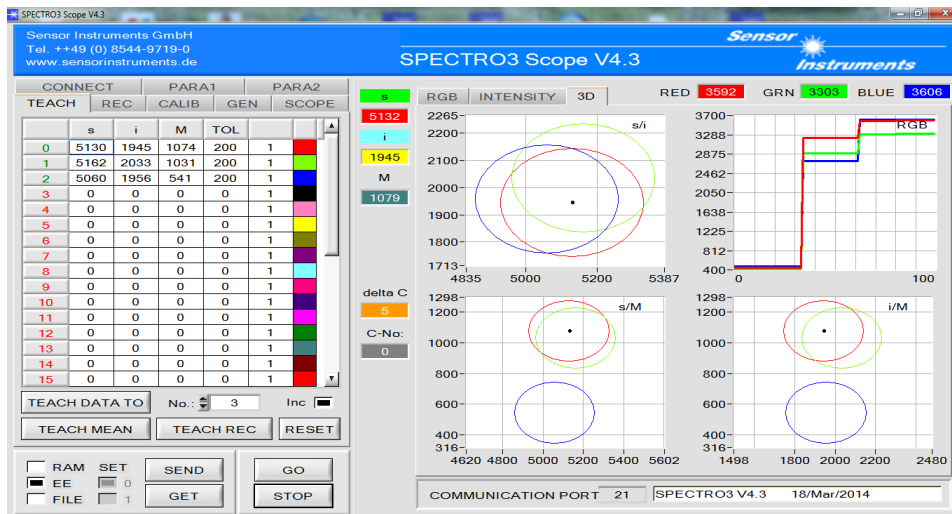 SPECTRO3 Scope V4.3
Sensor Instruments GmbH
Tel. ++49 (0) 8544-9719-0
www.sensorinstruments.de
SPECTRO3 Scope V4.3
Sensor
Instruments
CONNECT PARA1 PARA2
TEACH REC CALIB GEN SCOPE
s i M TOL
0 5130 1945 1074 200 1
1 5162 2033 1031 200 1
2 5060 1956 541 200 1
3 0 0 0 0 1
4 0 0 0 0 1
5 0 0 0 0 1
6 0 0 0 0 1
7 0 0 0 0 1
8 0 0 0 0 1
9 0 0 0 0 1
10 0 0 0 0 1
11 0 0 0 0 1
12 0 0 0 0 1
13 0 0 0 0 1
14 0 0 0 0 1
15 0 0 0 0 1
TEACH DATA TO No.: 3 Inc
TEACH MEAN TEACH REC RESET
RAM SET
EE 0
FILE 1
SEND GO
GET STOP
s
5132
i
1945
M
1079
delta C
5
C-No:
0
RGB INTENSITY 3D
RED 3592 GRN 3303 BLUE 3606
s/i
2265
2200
2100
2000
1900
1800
1713
4835 5000 5200 5387
RGB
3700
3288
2875
2462
2050
1638
1225
812
400
0 100
s/M
1298
1200
1000
800
600
400
316
4620 4800 5000 5200 5400 5602
i/M
1298
1200
1000
800
600
400
316
1498 1800 2000 2200 2480
COMMUNICATION PORT 21 SPECTRO3 V4.3 18/Mar/2014